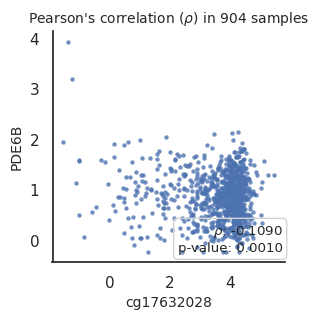 Pearson's correlation (ρ) in 904 samples
4
3
2
1
0
PDE6B
ρ: -0.1090
p-value: 0.0010
0
2
4
cg17632028